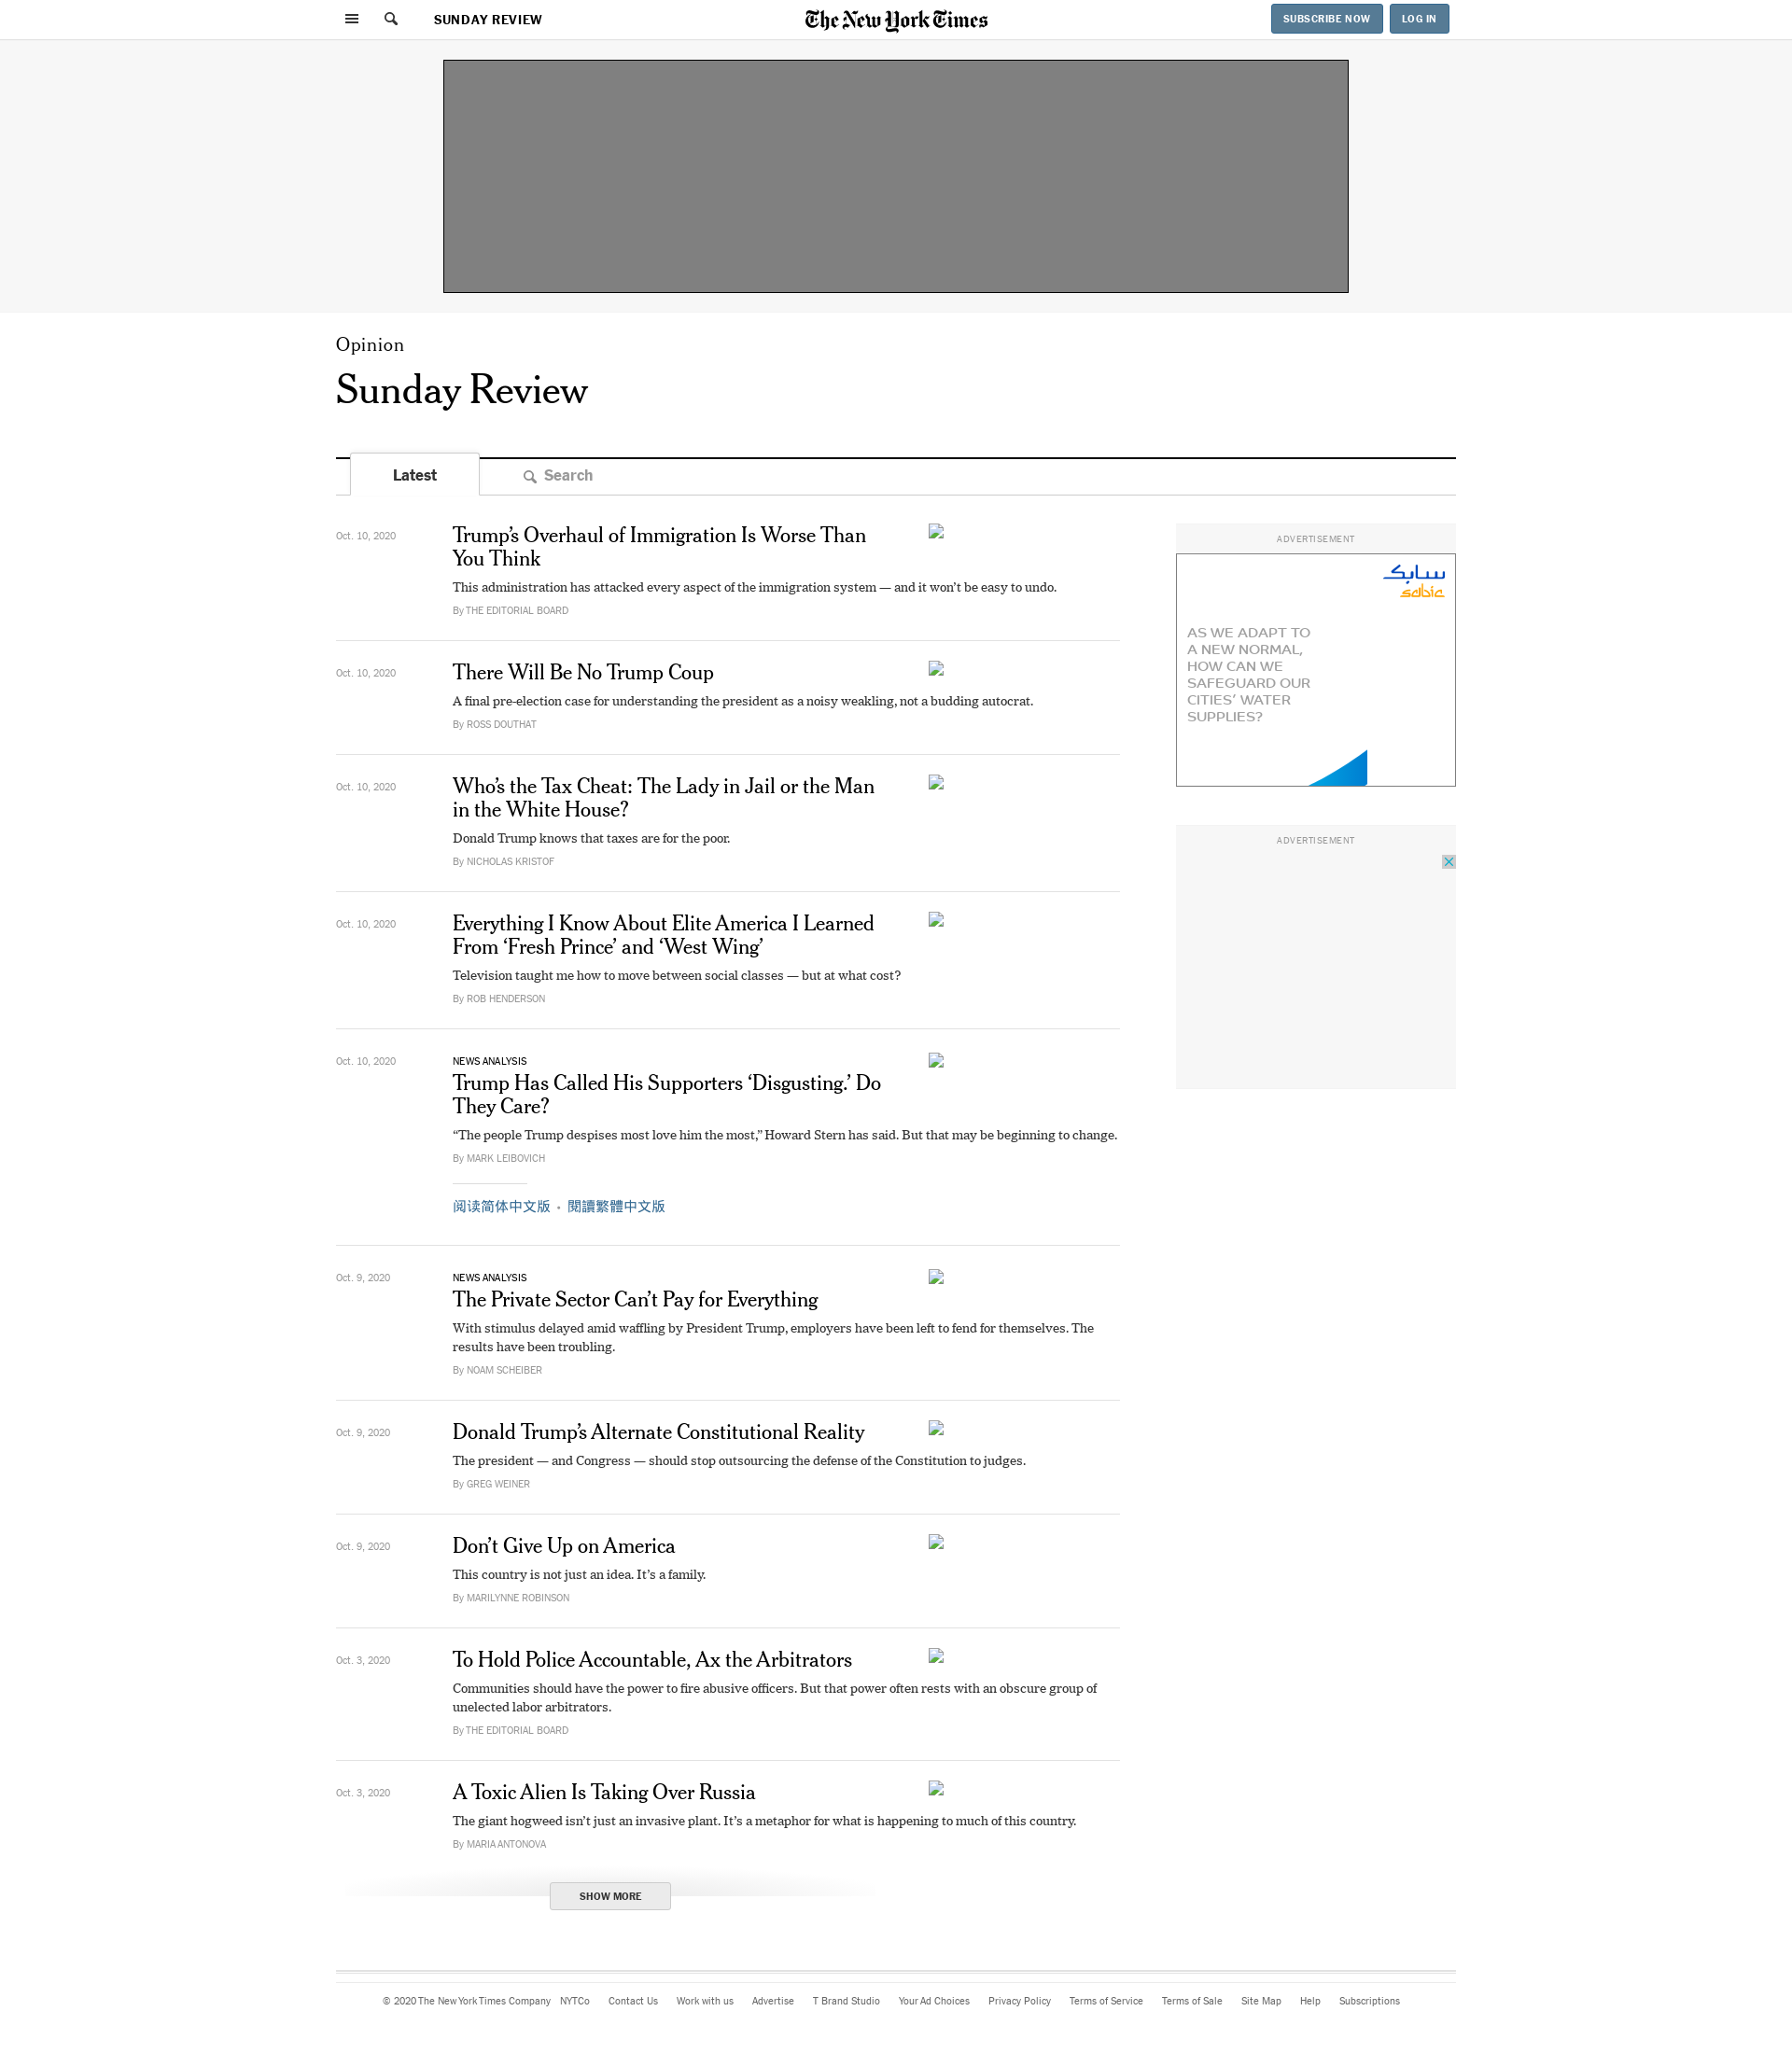 SUNDAY REVIEW
The New York Times
SUBSCRIBE NOW
LOG IN
Opinion
Sunday Review
Latest
Search
Oct. 10, 2020
Trump’s Overhaul of Immigration Is Worse Than
You Think
This administration has attacked every aspect of the immigration system — and it won’t be easy to undo.
By THE EDITORIAL BOARD
Oct. 10, 2020
There Will Be No Trump Coup
A final pre-election case for understanding the president as a noisy weakling, not a budding autocrat.
By ROSS DOUTHAT
Oct. 10, 2020
Who’s the Tax Cheat: The Lady in Jail or the Man
in the White House?
Donald Trump knows that taxes are for the poor.
By NICHOLAS KRISTOF
Oct. 10, 2020
Everything I Know About Elite America I Learned
From ‘Fresh Prince’ and ‘West Wing’
Television taught me how to move between social classes — but at what cost?
By ROB HENDERSON
Oct. 10, 2020
NEWS ANALYSIS
Trump Has Called His Supporters ‘Disgusting.’ Do
They Care?
“The people Trump despises most love him the most,” Howard Stern has said. But that may be beginning to change.
By MARK LEIBOVICH
阅读简体中文版 • 閱讀繁體中文版
Oct. 9, 2020
NEWS ANALYSIS
The Private Sector Can’t Pay for Everything
With stimulus delayed amid waffling by President Trump, employers have been left to fend for themselves. The
results have been troubling.
By NOAM SCHEIBER
Oct. 9, 2020
Donald Trump’s Alternate Constitutional Reality
The president — and Congress — should stop outsourcing the defense of the Constitution to judges.
By GREG WEINER
Oct. 9, 2020
Don’t Give Up on America
This country is not just an idea. It’s a family.
By MARILYNNE ROBINSON
Oct. 3, 2020
To Hold Police Accountable, Ax the Arbitrators
Communities should have the power to fire abusive officers. But that power often rests with an obscure group of
unelected labor arbitrators.
By THE EDITORIAL BOARD
Oct. 3, 2020
A Toxic Alien Is Taking Over Russia
The giant hogweed isn’t just an invasive plant. It’s a metaphor for what is happening to much of this country.
By MARIA ANTONOVA
SHOW MORE
ADVERTISEMENT
سابك
sabic
AS WE ADAPT TO
A NEW NORMAL,
HOW CAN WE
SAFEGUARD OUR
CITIES’ WATER
SUPPLIES?
ADVERTISEMENT
© 2020 The New York Times Company NYTCo Contact Us Work with us Advertise T Brand Studio Your Ad Choices Privacy Policy Terms of Service Terms of Sale Site Map Help Subscriptions